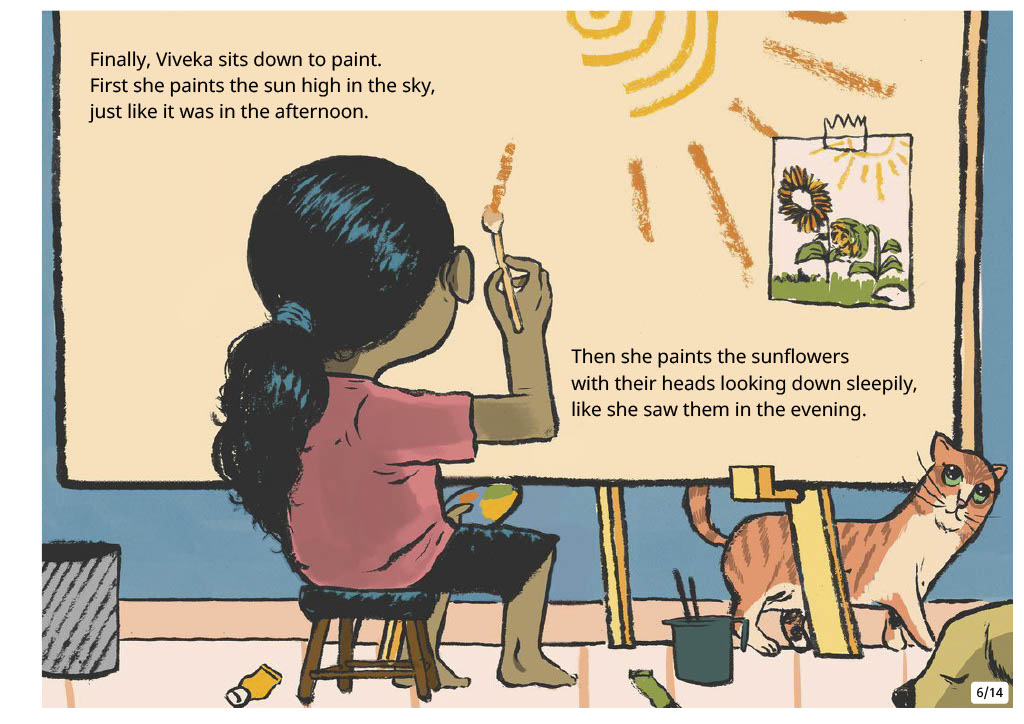 Finally, Viveka sits down to paint.
First she paints the sun high in the sky,
just like it was in the afternoon.
Then she paints the sunflowers
with their heads looking down sleepily,
like she saw them in the evening.
6/14